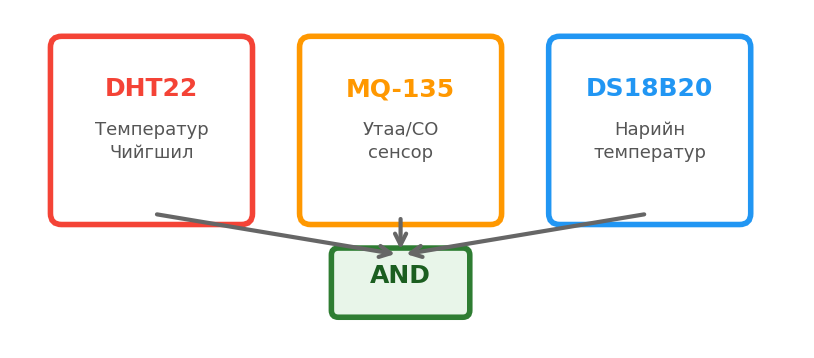 DHT22
Температур
Чийгшил
MQ-135
Утаа/CO
сенсор
DS18B20
Нарийн
температур
AND